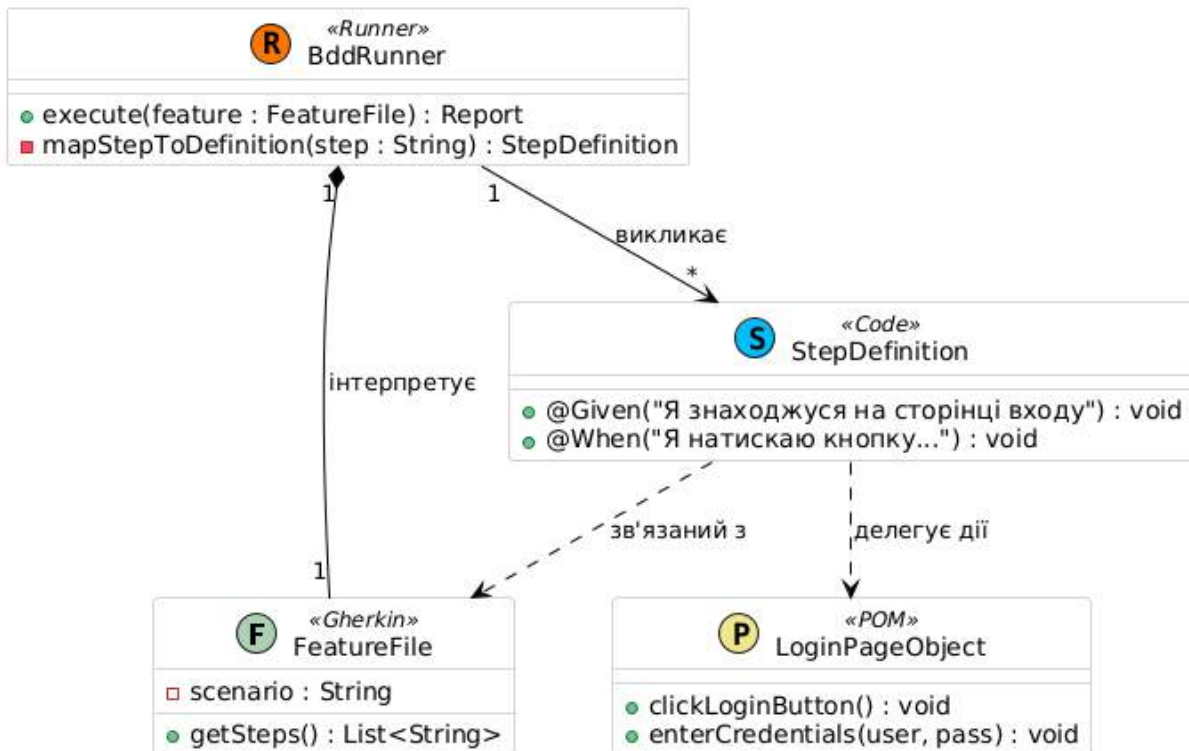 R
«Runner»
BddRunner
execute(feature : FeatureFile) : Report
mapStepToDefinition(step : String) : StepDefinition
1
1
викликає
*
S
«Code»
StepDefinition
@Given("Я знаходжуся на сторінці входу") : void
@When("Я натискаю кнопку...") : void
інтерпретує
зв'язаний з
делегує дії
1
F
«Gherkin»
FeatureFile
scenario : String
getSteps() : List<String>
P
«POM»
LoginPageObject
clickLoginButton() : void
enterCredentials(user, pass) : void